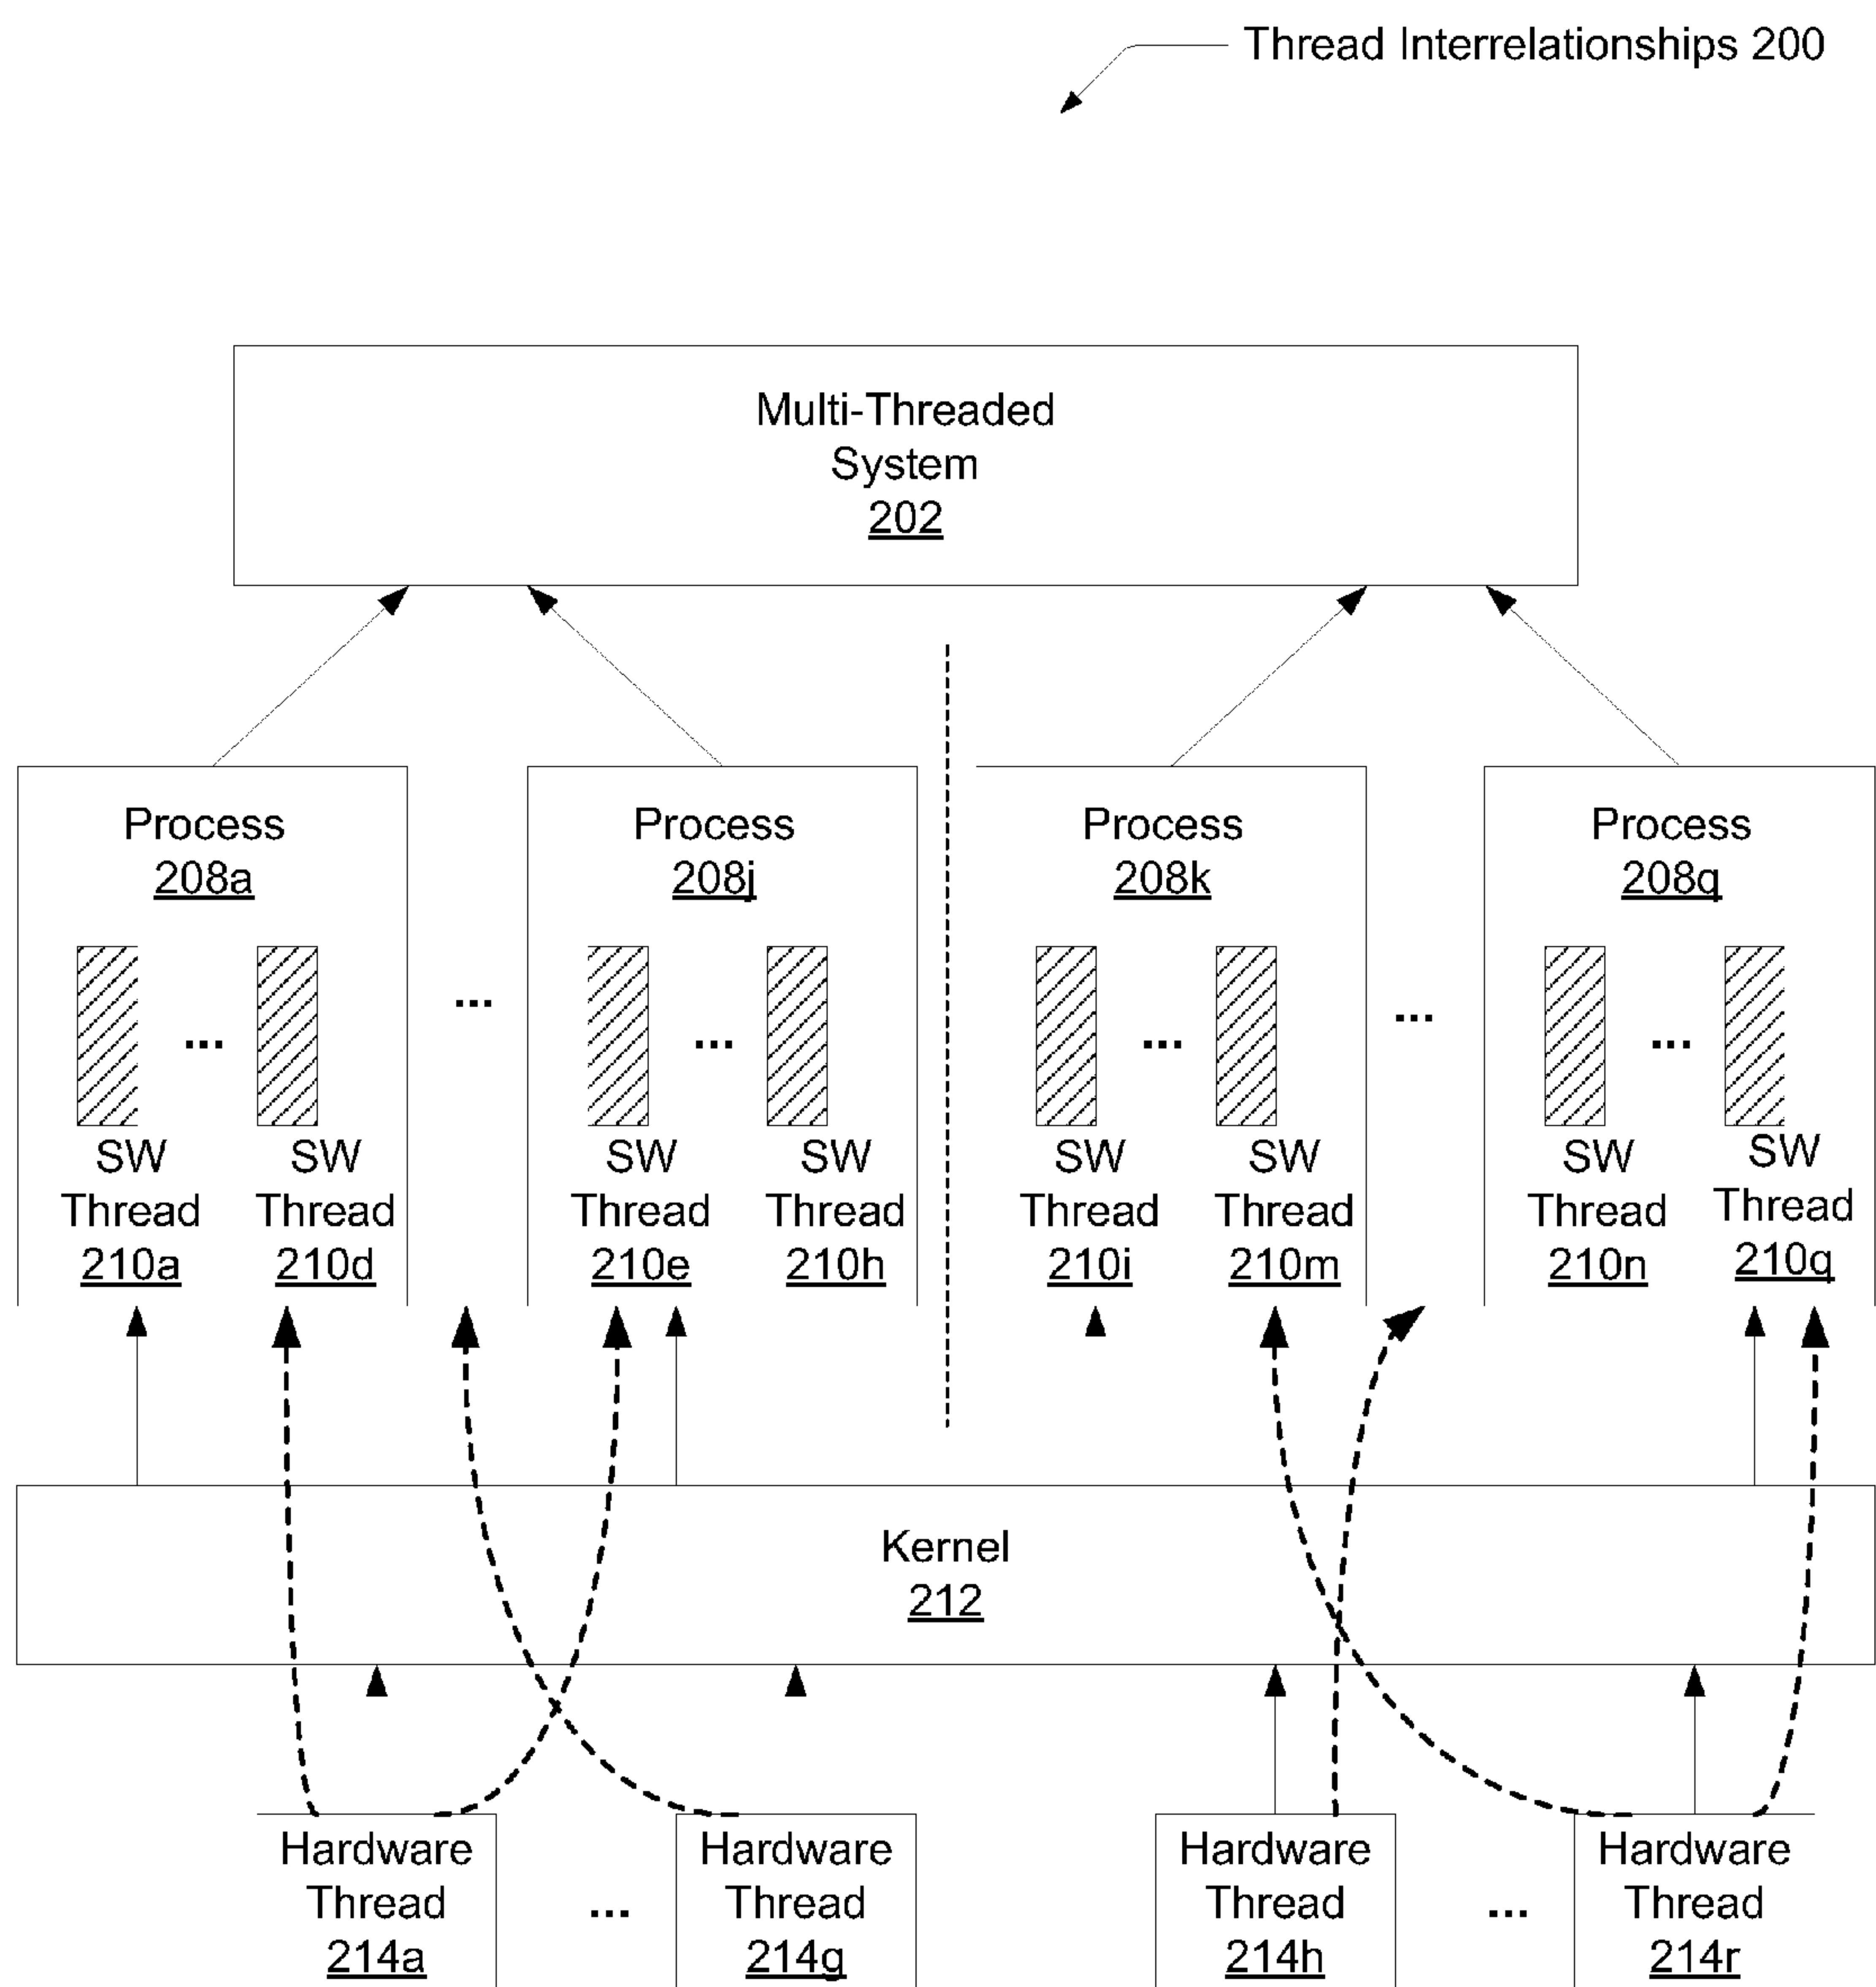 Thread Interrelationships 200
Multi-Threaded
System
202
Process
208a
Process
208j
Process
208k
Process
208q
...
...
...
...
...
...
SW
Thread
210a
SW
Thread
210d
SW
Thread
210e
SW
Thread
210h
SW
Thread
210i
SW
Thread
210m
SW
Thread
210n
SW
Thread
210q
Kernel
212
Hardware
Thread
214a
...
Hardware
Thread
214g
Hardware
Thread
214h
...
Hardware
Thread
214r